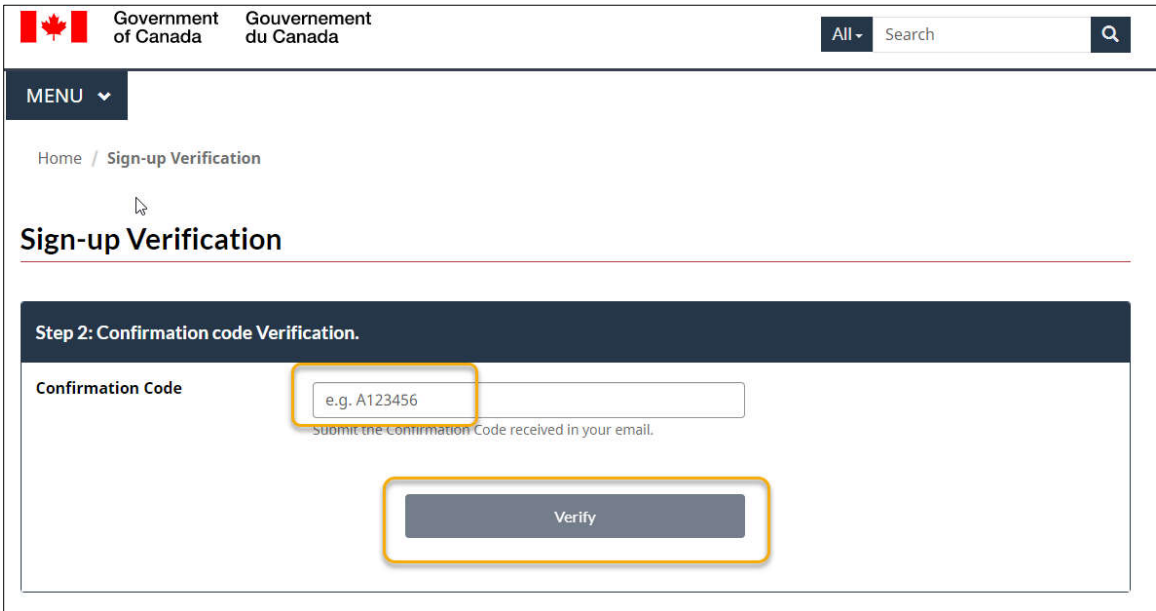 Government Gouvernement
of Canada du Canada
All Search
MENU
Home / Sign-up Verification
Sign-up Verification
Step 2: Confirmation code Verification.
Confirmation Code
e.g. A123456
Submit the Confirmation Code received in your email.
Verify